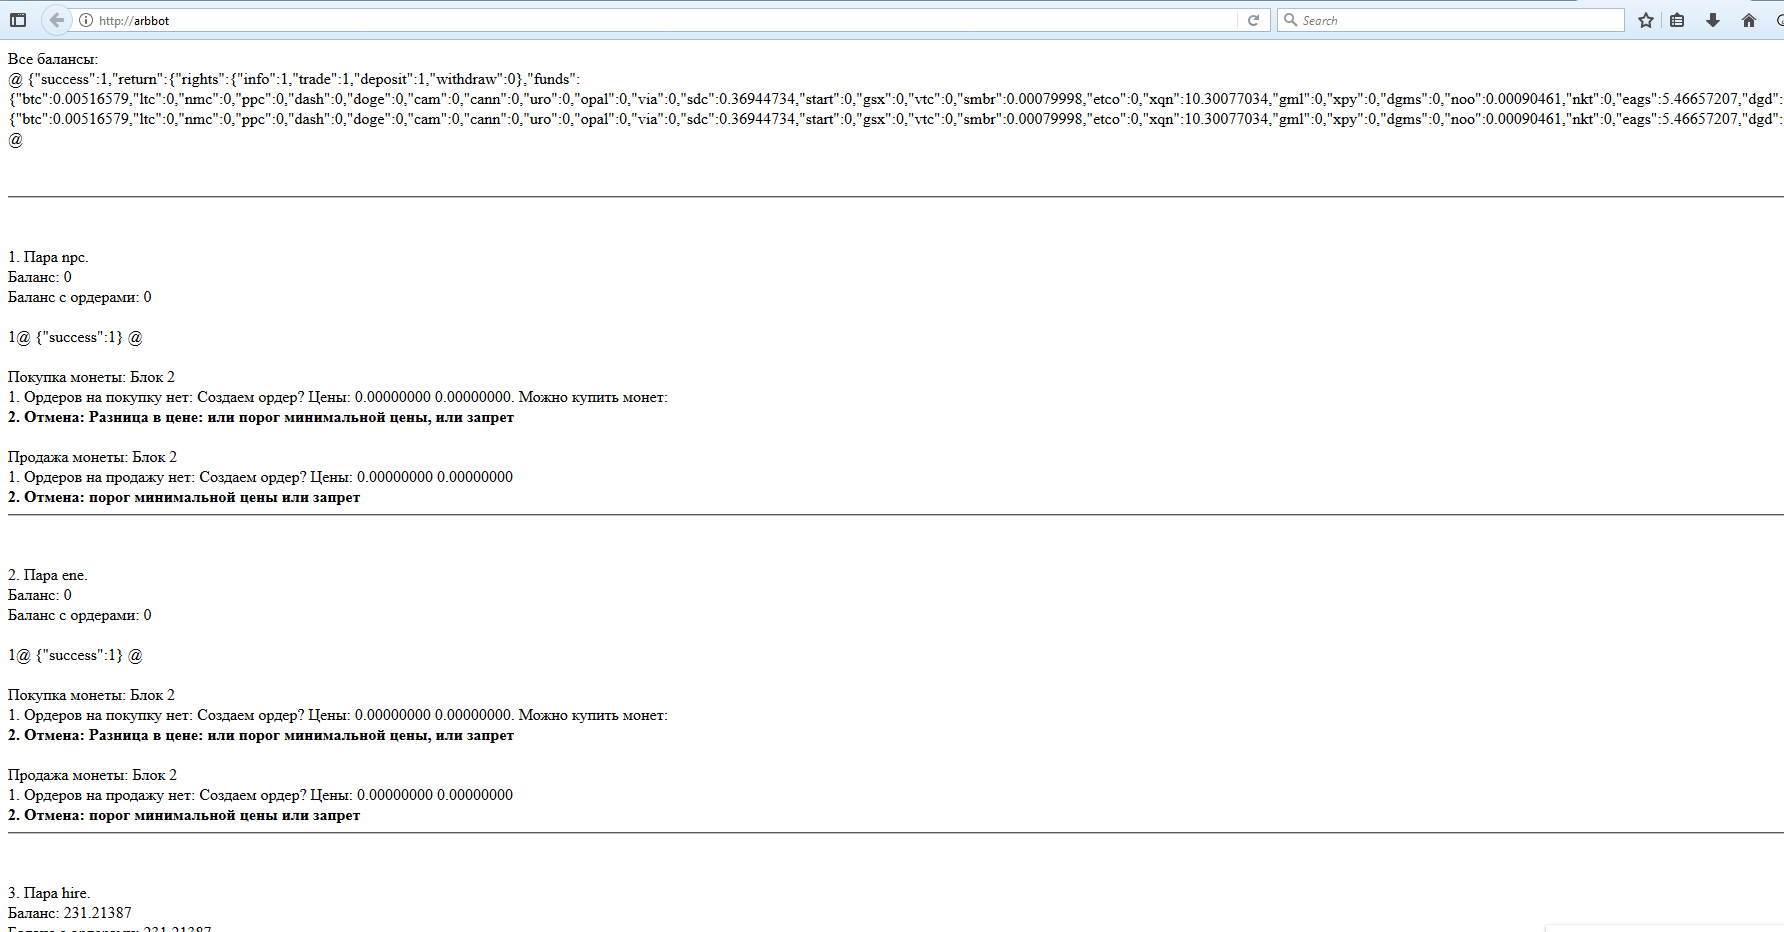 http://arbbot
Search
Все балансы:
@ {"success":1,"return":{"rights":{"info":1,"trade":1,"deposit":1,"withdraw":0},"funds":
{"btc":0.00516579,"ltc":0,"nmc":0,"ppc":0,"dash":0,"doge":0,"cam":0,"cann":0,"uro":0,"opal":0,"via":0,"sdc":0.36944734,"start":0,"gsx":0,"vtc":0,"smbr":0.00079998,"etco":0,"xqn":10.30077034,"gml":0,"xpy":0,"dgms":0,"noo":0.00090461,"nkt":0,"eags":5.46657207,"dgd":
{"btc":0.00516579,"ltc":0,"nmc":0,"ppc":0,"dash":0,"doge":0,"cam":0,"cann":0,"uro":0,"opal":0,"via":0,"sdc":0.36944734,"start":0,"gsx":0,"vtc":0,"smbr":0.00079998,"etco":0,"xqn":10.30077034,"gml":0,"xpy":0,"dgms":0,"noo":0.00090461,"nkt":0,"eags":5.46657207,"dgd":
@
1. Пара npc.
Баланс: 0
Баланс с ордерами: 0
1@ {"success":1} @
Покупка монеты: Блок 2
1. Ордеров на покупку нет: Создаем ордер? Цены: 0.00000000 0.00000000. Можно купить монет:
2. Отмена: Разница в цене: или порог минимальной цены, или запрет
Продажа монеты: Блок 2
1. Ордеров на продажу нет: Создаем ордер? Цены: 0.00000000 0.00000000
2. Отмена: порог минимальной цены или запрет
2. Пара ene.
Баланс: 0
Баланс с ордерами: 0
1@ {"success":1} @
Покупка монеты: Блок 2
1. Ордеров на покупку нет: Создаем ордер? Цены: 0.00000000 0.00000000. Можно купить монет:
2. Отмена: Разница в цене: или порог минимальной цены, или запрет
Продажа монеты: Блок 2
1. Ордеров на продажу нет: Создаем ордер? Цены: 0.00000000 0.00000000
2. Отмена: порог минимальной цены или запрет
3. Пара hire.
Баланс: 231.21387
Баланс с ордерами: 231.21387